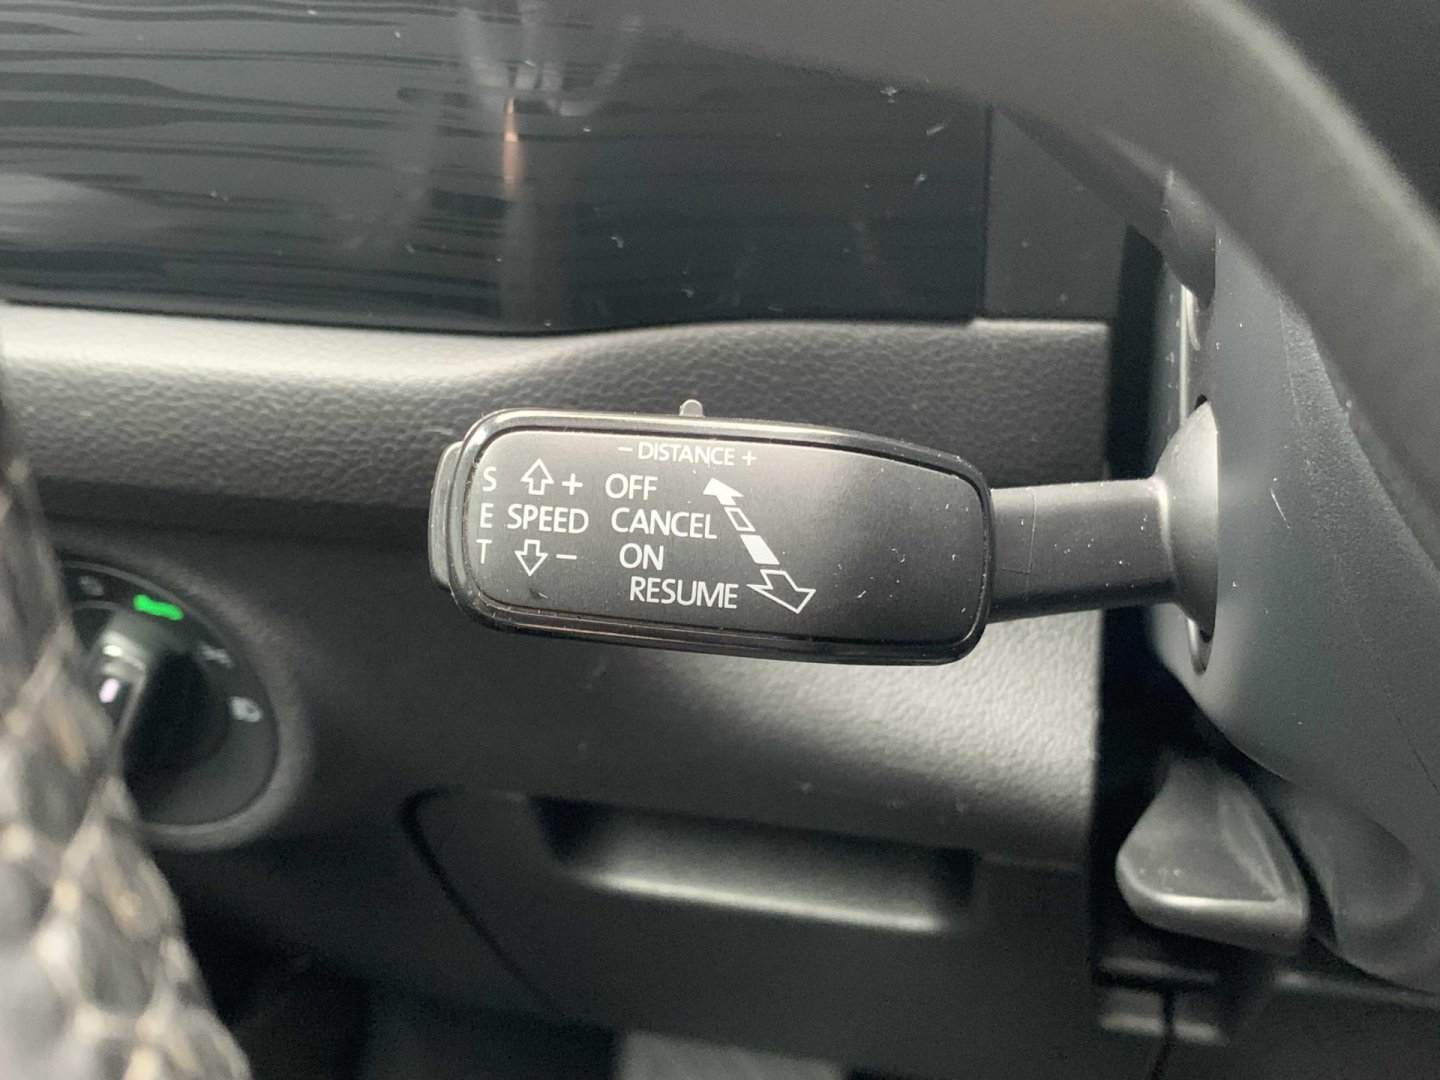 – DISTANCE +
S + OFF
E SPEED CANCEL
T – ON
RESUME